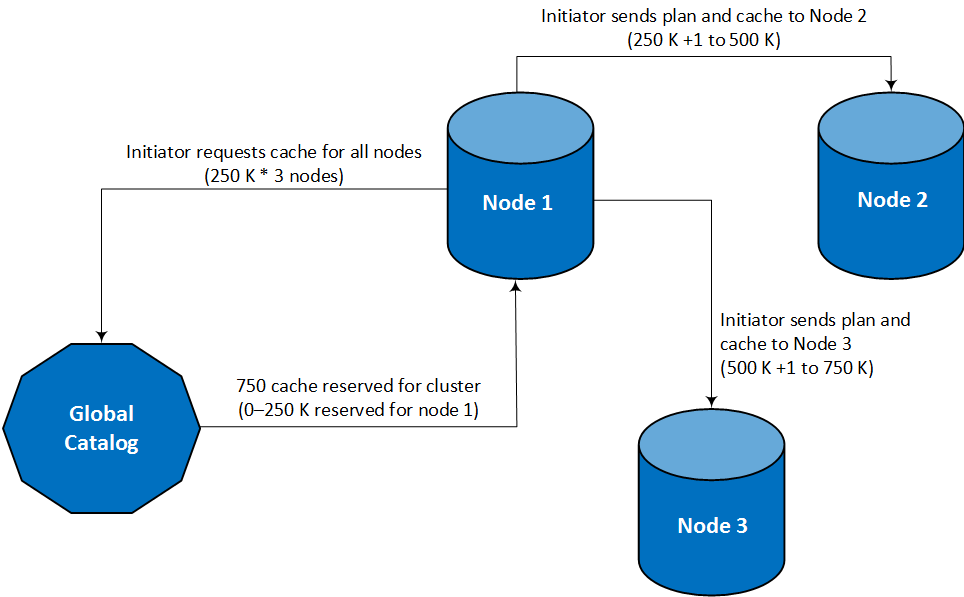 Initiator sends plan and cache to Node 2
(250 K +1 to 500 K)
Initiator requests cache for all nodes
(250 K * 3 nodes)
Node 1
Node 2
Initiator sends plan and
cache to Node 3
(500 K +1 to 750 K)
750 cache reserved for cluster
(0–250 K reserved for node 1)
Global
Catalog
Node 3